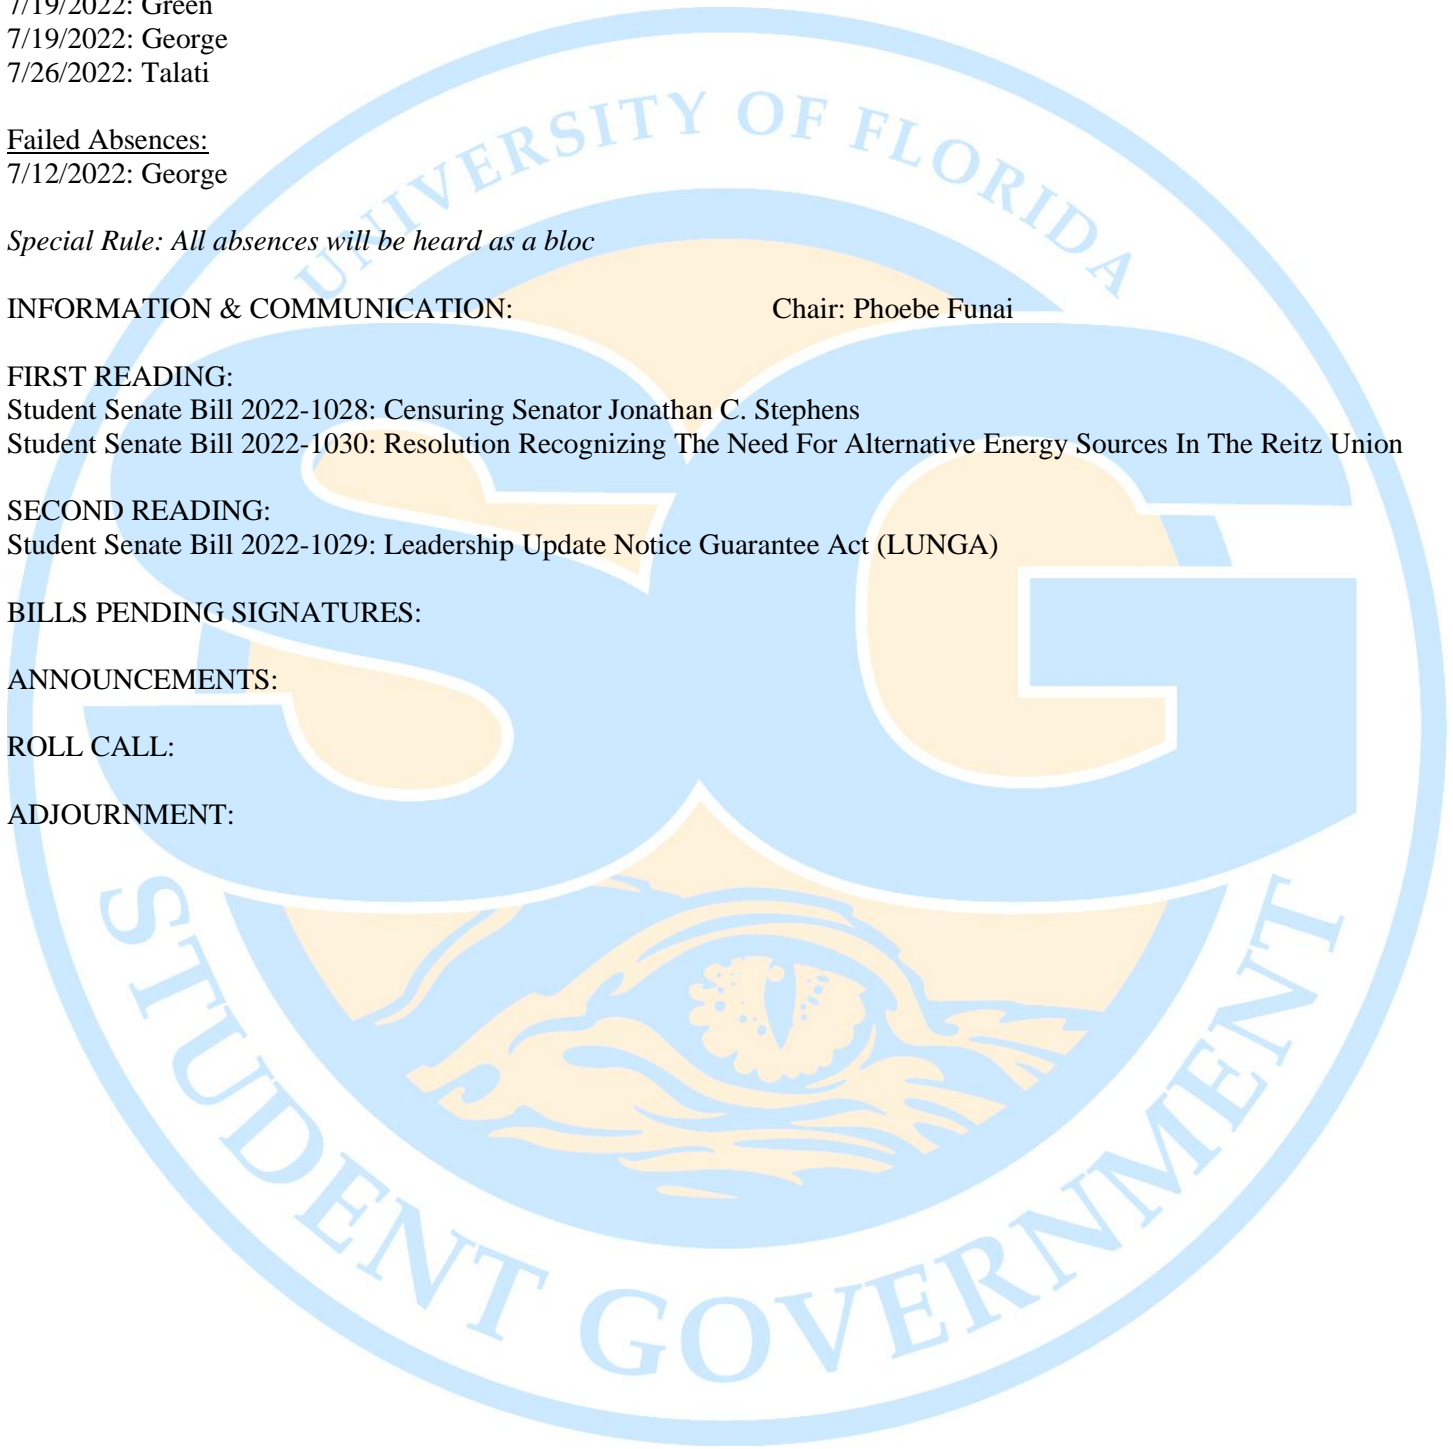 7/19/2022: Green
7/19/2022: George
7/26/2022: Talati
Failed Absences:
7/12/2022: George
Special Rule: All absences will be heard as a bloc
INFORMATION & COMMUNICATION: Chair: Phoebe Funai
FIRST READING:
Student Senate Bill 2022-1028: Censuring Senator Jonathan C. Stephens
Student Senate Bill 2022-1030: Resolution Recognizing The Need For Alternative Energy Sources In The Reitz Union
SECOND READING:
Student Senate Bill 2022-1029: Leadership Update Notice Guarantee Act (LUNGA)
BILLS PENDING SIGNATURES:
ANNOUNCEMENTS:
ROLL CALL:
ADJOURNMENT:
UNIVERSITY OF FLORIDA
SG
STUDENT GOVERNMENT